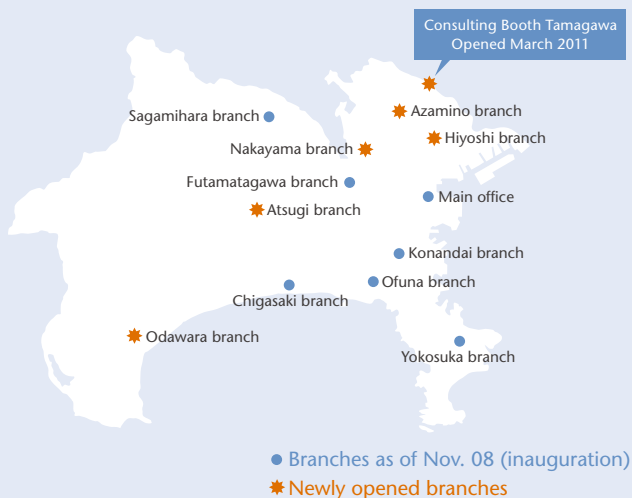 Consulting Booth Tamagawa
Opened March 2011
Azamino branch
Sagamihara branch
Hiyoshi branch
Nakayama branch
Futamatagawa branch
Main office
Atsugi branch
Konandai branch
Ofuna branch
Chigasaki branch
Odawara branch
Yokosuka branch
Branches as of Nov. 08 (inauguration)
Newly opened branches